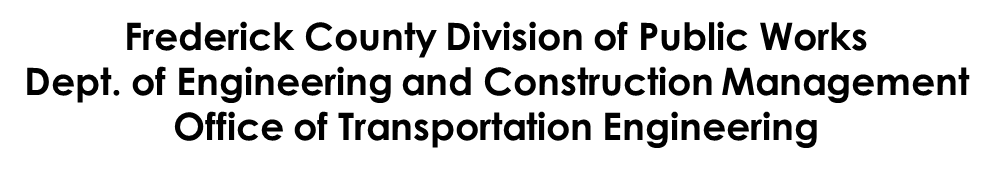 Frederick County Division of Public Works
Dept. of Engineering and Construction Management
Office of Transportation Engineering